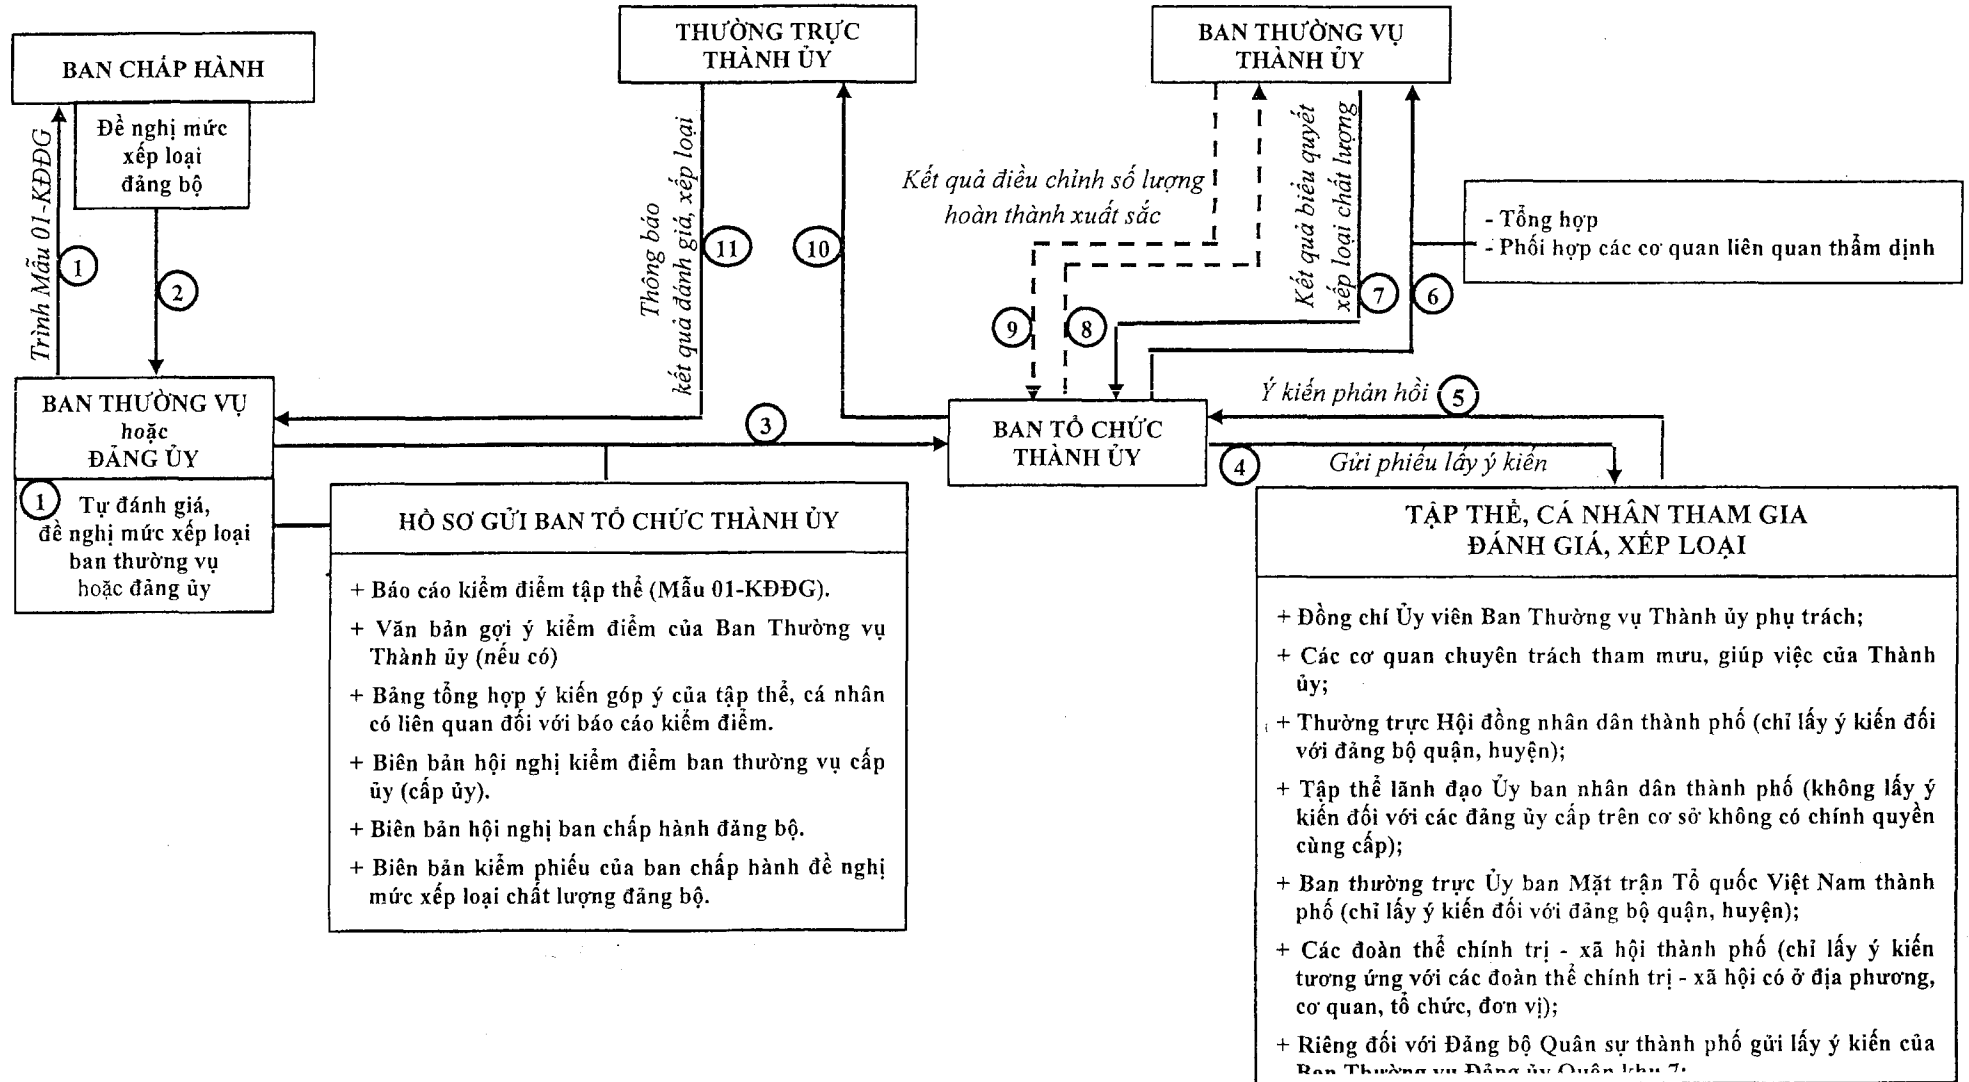 BAN CHẤP HÀNH
Đề nghị mức
xếp loại
đảng bộ
Trình Mẫu 01-KĐĐG
1
2
THƯỜNG TRỰC
THÀNH ỦY
Thông báo
kết quả đánh giá, xếp loại
11
10
BAN THƯỜNG VỤ
THÀNH ỦY
Kết quả điều chỉnh số lượng
hoàn thành xuất sắc
Kết quả biểu quyết
xếp loại chất lượng
9
8
7
6
- Tổng hợp
- Phối hợp các cơ quan liên quan thẩm định
BAN THƯỜNG VỤ
hoặc
ĐẢNG ỦY
1
Tự đánh giá,
đề nghị mức xếp loại
ban thường vụ
hoặc đảng ủy
3
BAN TỔ CHỨC
THÀNH ỦY
Ý kiến phản hồi
5
4
Gửi phiếu lấy ý kiến
HỒ SƠ GỬI BAN TỔ CHỨC THÀNH ỦY
+ Báo cáo kiểm điểm tập thể (Mẫu 01-KĐĐG).
+ Văn bản gợi ý kiểm điểm của Ban Thường vụ
Thành ủy (nếu có)
+ Bảng tổng hợp ý kiến góp ý của tập thể, cá nhân
có liên quan đối với báo cáo kiểm điểm.
+ Biên bản hội nghị kiểm điểm ban thường vụ cấp
ủy (cấp ủy).
+ Biên bản hội nghị ban chấp hành đảng bộ.
+ Biên bản kiểm phiếu của ban chấp hành đề nghị
mức xếp loại chất lượng đảng bộ.
TẬP THỂ, CÁ NHÂN THAM GIA
ĐÁNH GIÁ, XẾP LOẠI
+ Đồng chí Ủy viên Ban Thường vụ Thành ủy phụ trách;
+ Các cơ quan chuyên trách tham mưu, giúp việc của Thành
ủy;
+ Thường trực Hội đồng nhân dân thành phố (chỉ lấy ý kiến đối
với đảng bộ quận, huyện);
+ Tập thể lãnh đạo Ủy ban nhân dân thành phố (không lấy ý
kiến đối với các đảng ủy cấp trên cơ sở không có chính quyền
cùng cấp);
+ Ban thường trực Ủy ban Mặt trận Tổ quốc Việt Nam thành
phố (chỉ lấy ý kiến đối với đảng bộ quận, huyện);
+ Các đoàn thể chính trị - xã hội thành phố (chỉ lấy ý kiến
tương ứng với các đoàn thể chính trị - xã hội có ở địa phương,
cơ quan, tổ chức, đơn vị);
+ Riêng đối với Đảng bộ Quân sự thành phố gửi lấy ý kiến của
Ban Thường vụ Đảng ủy Quân khu 7;